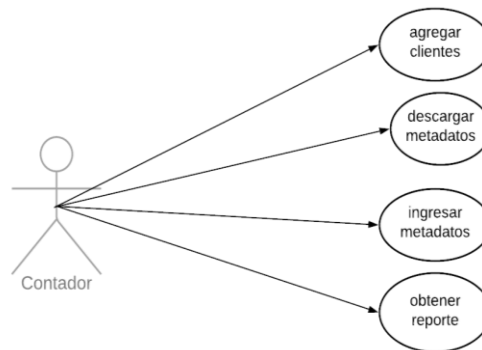 agregar
clientes
descargar
metadatos
ingresar
metadatos
Contador
obtener
reporte